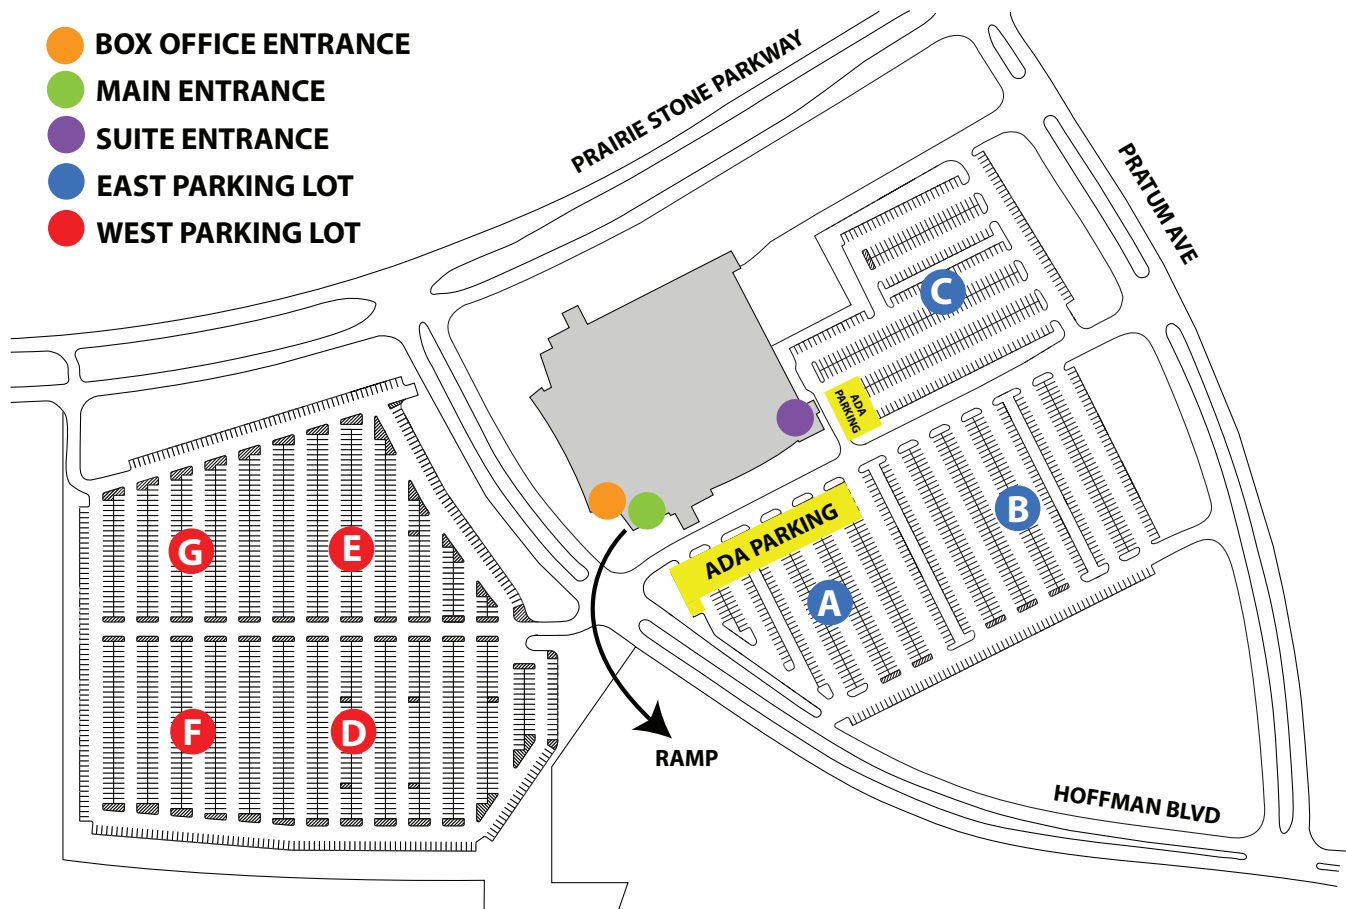 BOX OFFICE ENTRANCE
MAIN ENTRANCE
SUITE ENTRANCE
EAST PARKING LOT
WEST PARKING LOT
PRAIRIE STONE PARKWAY
PRATUM AVE
C
ADA
PARKING
B
ADA PARKING
A
G
E
F
D
RAMP
HOFFMAN BLVD